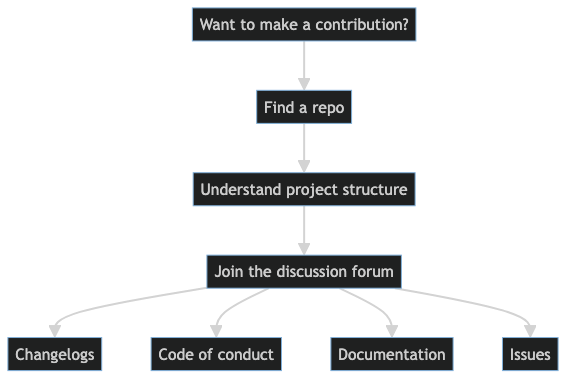 Want to make a contribution?
Find a repo
Understand project structure
Join the discussion forum
Changelogs
Code of conduct
Documentation
Issues